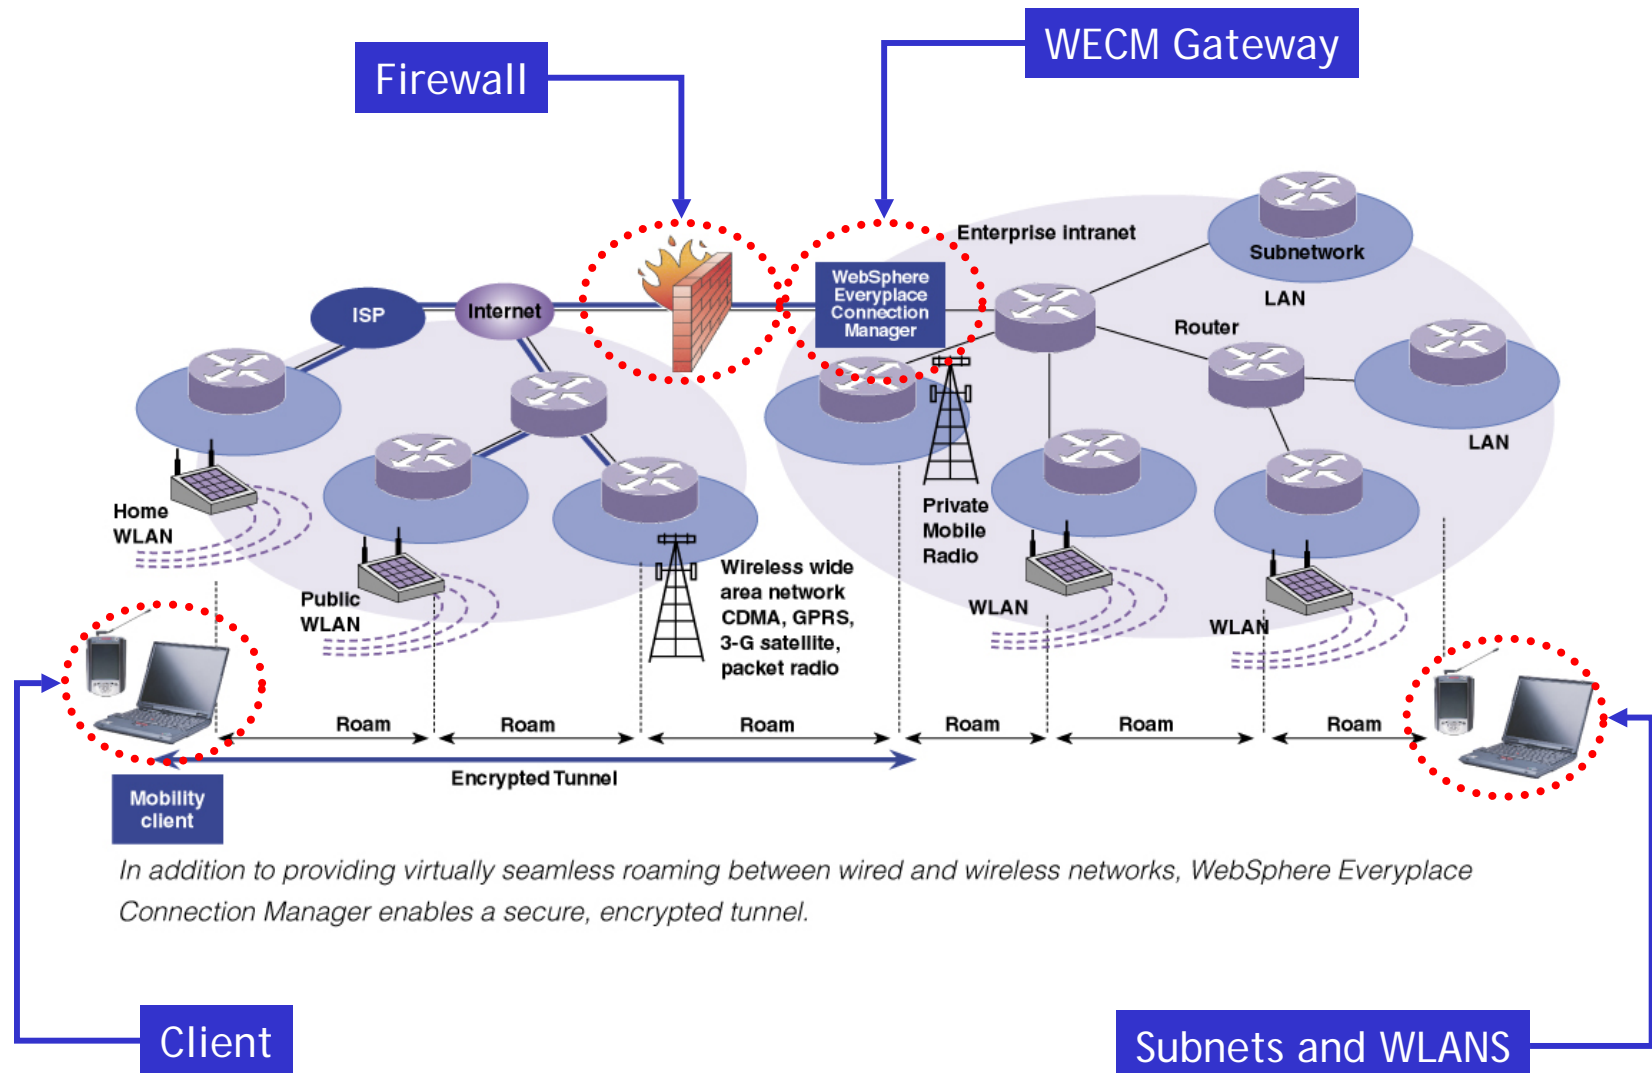 WECM Gateway
Firewall
Enterprise intranet
Subnetwork
LAN
WebSphere
Everyplace
Connection
Manager
ISP
Internet
Router
LAN
Home
WLAN
Private
Mobile
Radio
Public
WLAN
Wireless wide
area network
CDMA, GPRS,
3-G satellite,
packet radio
WLAN
WLAN
Roam
Roam
Roam
Roam
Roam
Roam
Encrypted Tunnel
Mobility
client
In addition to providing virtually seamless roaming between wired and wireless networks, WebSphere Everyplace
Connection Manager enables a secure, encrypted tunnel.
Client
Subnets and WLANS